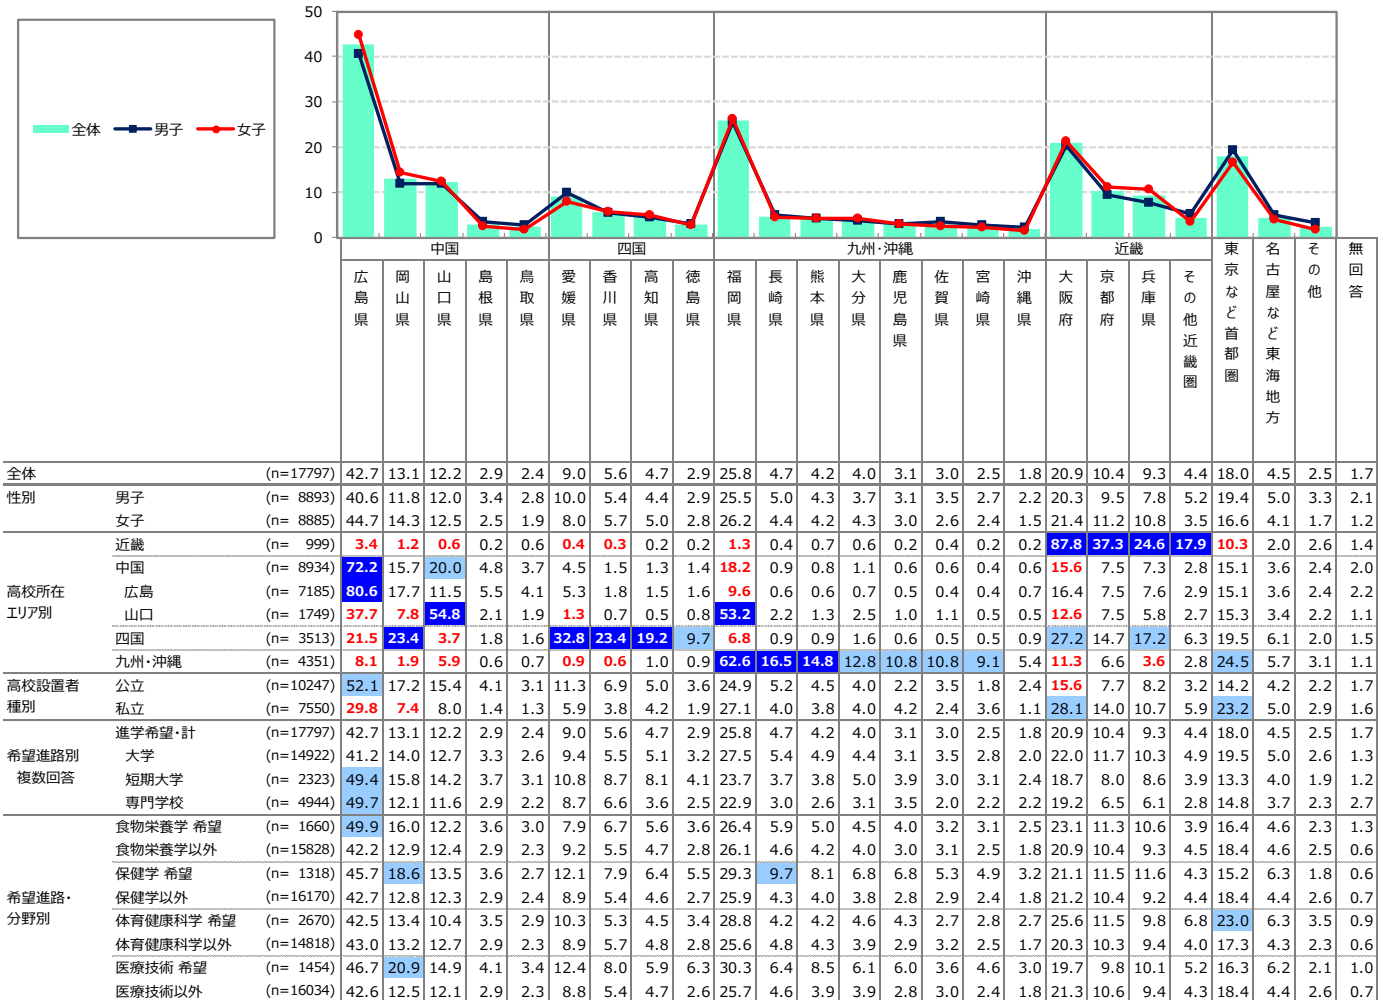 50
40
30
20
10
0
全体 男子 女子
中国 四国 九州・沖縄 近畿
広島県 岡山県 山口県 島根県 鳥取県 愛媛県 香川県 高知県 徳島県 福岡県 長崎県 熊本県 大分県 鹿児島県 佐賀県 宮崎県 沖縄県 大阪府 京都府 兵庫県 その他近畿圏 東京など首都圏 名古屋など東海地方 その他 無回答
全体 (n=17797) 42.7 13.1 12.2 2.9 2.4 9.0 5.6 4.7 2.9 25.8 4.7 4.2 4.0 3.1 3.0 2.5 1.8 20.9 10.4 9.3 4.4 18.0 4.5 2.5 1.7
性別 男子 (n= 8893) 40.6 11.8 12.0 3.4 2.8 10.0 5.4 4.4 2.9 25.5 5.0 4.3 3.7 3.1 3.5 2.7 2.2 20.3 9.5 7.8 5.2 19.4 5.0 3.3 2.1
女子 (n= 8885) 44.7 14.3 12.5 2.5 1.9 8.0 5.7 5.0 2.8 26.2 4.4 4.2 4.3 3.0 2.6 2.4 1.5 21.4 11.2 10.8 3.5 16.6 4.1 1.7 1.2
近畿 (n= 999) 3.4 1.2 0.6 0.2 0.6 0.4 0.3 0.2 0.2 1.3 0.4 0.7 0.6 0.2 0.4 0.2 0.2 87.8 37.3 24.6 17.9 10.3 2.0 2.6 1.4
中国 (n= 8934) 72.2 15.7 20.0 4.8 3.7 4.5 1.5 1.3 1.4 18.2 0.9 0.8 1.1 0.6 0.6 0.4 0.6 15.6 7.5 7.3 2.8 15.1 3.6 2.4 2.0
高校所在 広島 (n= 7185) 80.6 17.7 11.5 5.5 4.1 5.3 1.8 1.5 1.6 9.6 0.6 0.6 0.7 0.5 0.4 0.4 0.7 16.4 7.5 7.6 2.9 15.1 3.6 2.4 2.2
エリア別 山口 (n= 1749) 37.7 7.8 54.8 2.1 1.9 1.3 0.7 0.5 0.8 53.2 2.2 1.3 2.5 1.0 1.1 0.5 0.5 12.6 7.5 5.8 2.7 15.3 3.4 2.2 1.1
四国 (n= 3513) 21.5 23.4 3.7 1.8 1.6 32.8 23.4 19.2 9.7 6.8 0.9 0.9 1.6 0.6 0.5 0.5 0.9 27.2 14.7 17.2 6.3 19.5 6.1 2.0 1.5
九州・沖縄 (n= 4351) 8.1 1.9 5.9 0.6 0.7 0.9 0.6 1.0 0.9 62.6 16.5 14.8 12.8 10.8 10.8 9.1 5.4 11.3 6.6 3.6 2.8 24.5 5.7 3.1 1.1
高校設置者 公立 (n=10247) 52.1 17.2 15.4 4.1 3.1 11.3 6.9 5.0 3.6 24.9 5.2 4.5 4.0 2.2 3.5 1.8 2.4 15.6 7.7 8.2 3.2 14.2 4.2 2.2 1.7
種別 私立 (n= 7550) 29.8 7.4 8.0 1.4 1.3 5.9 3.8 4.2 1.9 27.1 4.0 3.8 4.0 4.2 2.4 3.6 1.1 28.1 14.0 10.7 5.9 23.2 5.0 2.9 1.6
進学希望・計 (n=17797) 42.7 13.1 12.2 2.9 2.4 9.0 5.6 4.7 2.9 25.8 4.7 4.2 4.0 3.1 3.0 2.5 1.8 20.9 10.4 9.3 4.4 18.0 4.5 2.5 1.7
希望進路別 大学 (n=14922) 41.2 14.0 12.7 3.3 2.6 9.4 5.5 5.1 3.2 27.5 5.4 4.9 4.4 3.1 3.5 2.8 2.0 22.0 11.7 10.3 4.9 19.5 5.0 2.6 1.3
複数回答 短期大学 (n= 2323) 49.4 15.8 14.2 3.7 3.1 10.8 8.7 8.1 4.1 23.7 3.7 3.8 5.0 3.9 3.0 3.1 2.4 18.7 8.0 8.6 3.9 13.3 4.0 1.9 1.2
専門学校 (n= 4944) 49.7 12.1 11.6 2.9 2.2 8.7 6.6 3.6 2.5 22.9 3.0 2.6 3.1 3.5 2.0 2.2 2.2 19.2 6.5 6.1 2.8 14.8 3.7 2.3 2.7
食物栄養学 希望 (n= 1660) 49.9 16.0 12.2 3.6 3.0 7.9 6.7 5.6 3.6 26.4 5.9 5.0 4.5 4.0 3.2 3.1 2.5 23.1 11.3 10.6 3.9 16.4 4.6 2.3 1.3
食物栄養学以外 (n=15828) 42.2 12.9 12.4 2.9 2.3 9.2 5.5 4.7 2.8 26.1 4.6 4.2 4.0 3.0 3.1 2.5 1.8 20.9 10.4 9.3 4.5 18.4 4.6 2.5 0.6
保健学 希望 (n= 1318) 45.7 18.6 13.5 3.6 2.7 12.1 7.9 6.4 5.5 29.3 9.7 8.1 6.8 6.8 5.3 4.9 3.2 21.1 11.5 11.6 4.3 15.2 6.3 1.8 0.6
希望進路・ 保健学以外 (n=16170) 42.7 12.8 12.3 2.9 2.4 8.9 5.4 4.6 2.7 25.9 4.3 4.0 3.8 2.8 2.9 2.4 1.8 21.2 10.4 9.2 4.4 18.4 4.4 2.6 0.7
分野別 体育健康科学 希望 (n= 2670) 42.5 13.4 10.4 3.5 2.9 10.3 5.3 4.5 3.4 28.8 4.2 4.2 4.6 4.3 2.7 2.8 2.7 25.6 11.5 9.8 6.8 23.0 6.3 3.5 0.9
体育健康科学以外 (n=14818) 43.0 13.2 12.7 2.9 2.3 8.9 5.7 4.8 2.8 25.6 4.8 4.3 3.9 2.9 3.2 2.5 1.7 20.3 10.3 9.4 4.0 17.3 4.3 2.3 0.6
医療技術 希望 (n= 1454) 46.7 20.9 14.9 4.1 3.4 12.4 8.0 5.9 6.3 30.3 6.4 8.5 6.1 6.0 3.6 4.6 3.0 19.7 9.8 10.1 5.2 16.3 6.2 2.1 1.0
医療技術以外 (n=16034) 42.6 12.5 12.1 2.9 2.3 8.8 5.4 4.7 2.6 25.7 4.6 3.9 3.9 2.8 3.0 2.4 1.8 21.3 10.6 9.4 4.3 18.4 4.4 2.6 0.7